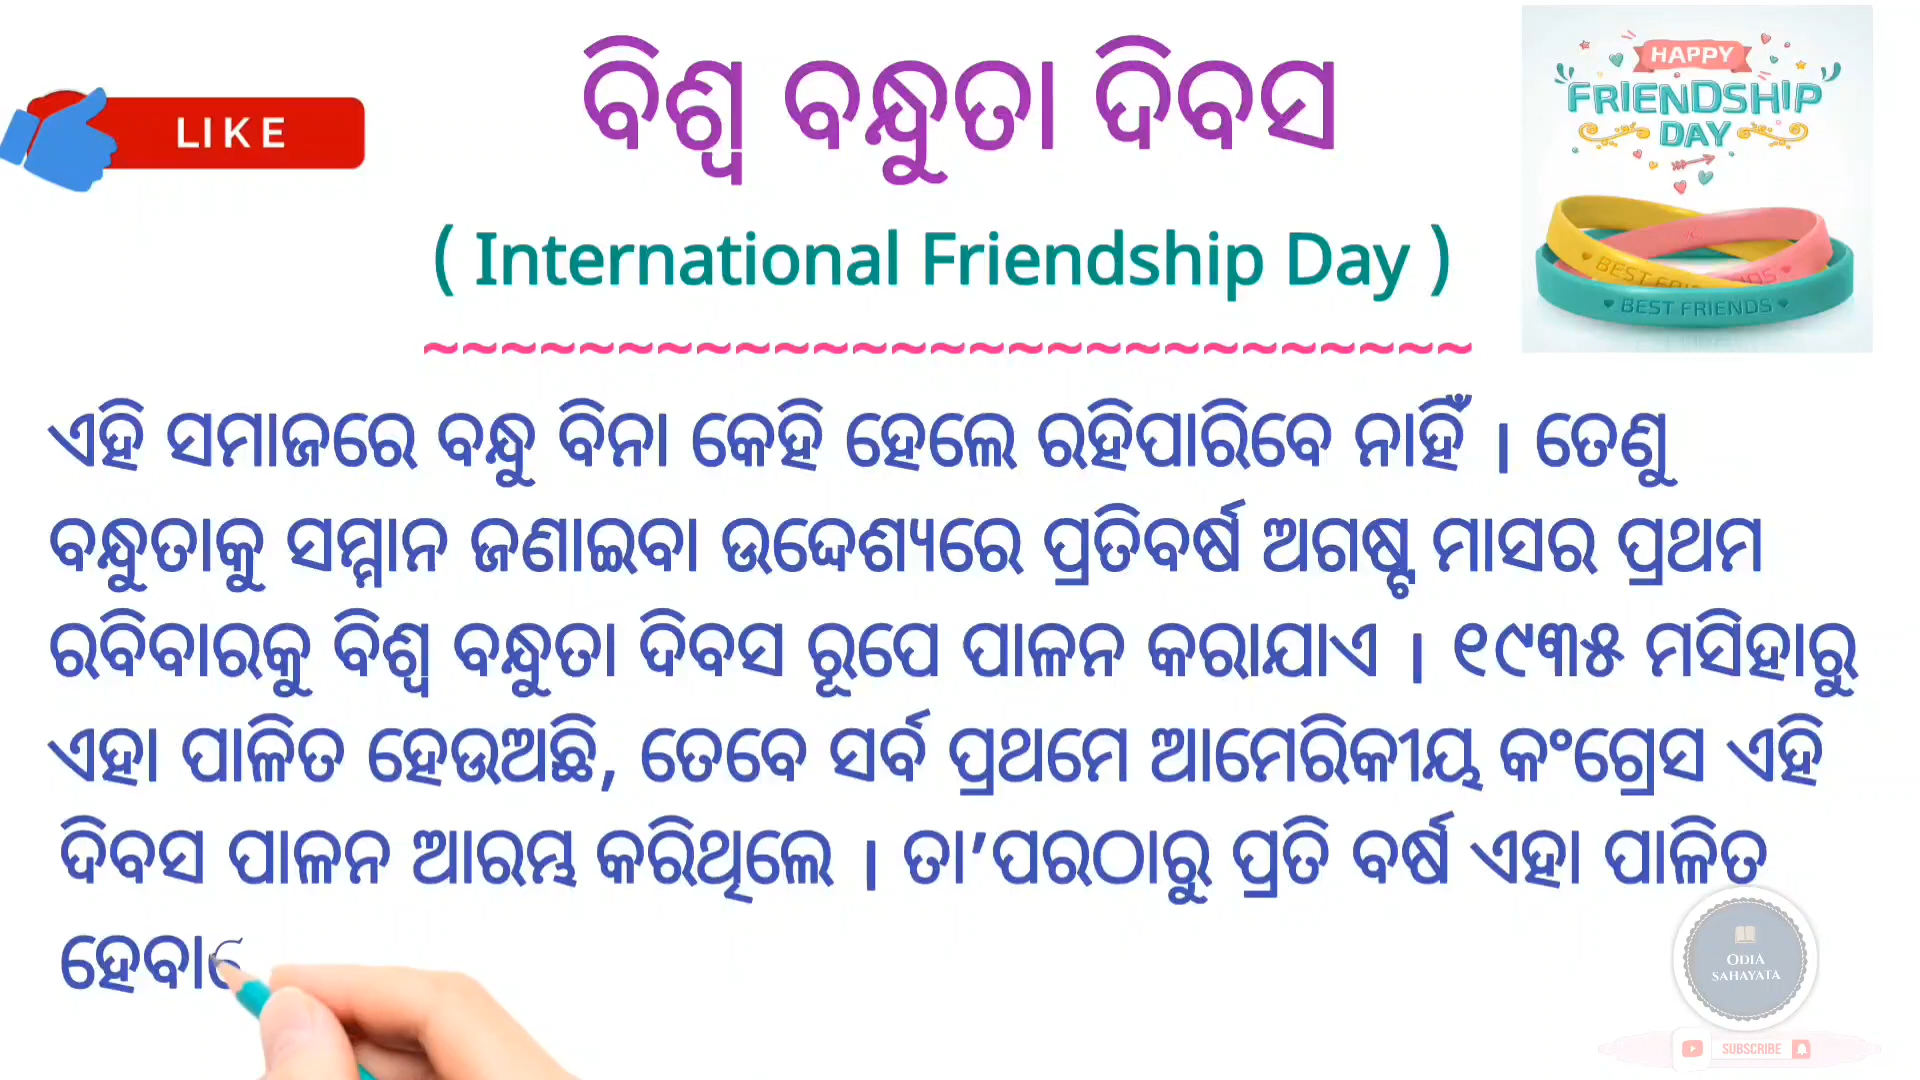 ବିଶ୍ୱ ବନ୍ଧୁତା ଦିବସ
LIKE
( International Friendship Day )
~~~~~~~~~~~~~~~~~~~~~~~~~~~
HAPPY
FRIENDSHIP
DAY
BEST FRIENDS
ଏହି ସମାଜରେ ବନ୍ଧୁ ବିନା କେହି ହେଲେ ରହିପାରିବେ ନାହିଁ । ତେଣୁ
ବନ୍ଧୁତାକୁ ସମ୍ମାନ ଜଣାଇବା ଉଦ୍ଦେଶ୍ୟରେ ପ୍ରତିବର୍ଷ ଅଗଷ୍ଟ ମାସର ପ୍ରଥମ
ରବିବାରକୁ ବିଶ୍ୱ ବନ୍ଧୁତା ଦିବସ ରୂପେ ପାଳନ କରାଯାଏ । ୧୯୩୫ ମସିହାରୁ
ଏହା ପାଳିତ ହେଉଅଛି, ତେବେ ସର୍ବ ପ୍ରଥମେ ଆମେରିକୀୟ କଂଗ୍ରେସ ଏହି
ଦିବସ ପାଳନ ଆରମ୍ଭ କରିଥିଲେ । ତା’ପରଠାରୁ ପ୍ରତି ବର୍ଷ ଏହା ପାଳିତ
ODIA
SAHAYATA
SUBSCRIBE